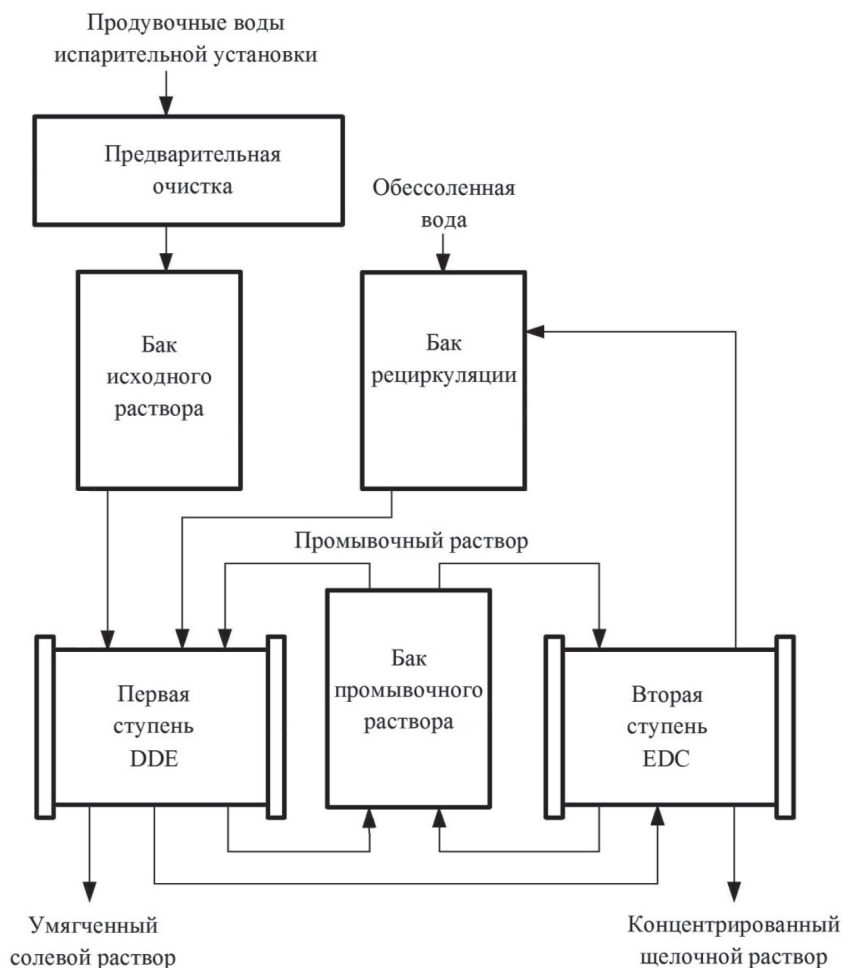 Продувочные воды
испарительной установки
Предварительная
очистка
Обессоленная
вода
Бак
исходного
раствора
Бак
рециркуляции
Промывочный раствор
Первая
ступень
DDE
Бак
промывочного
раствора
Вторая
ступень
EDC
Умягченный
солевой раствор
Концентрированный
щелочной раствор